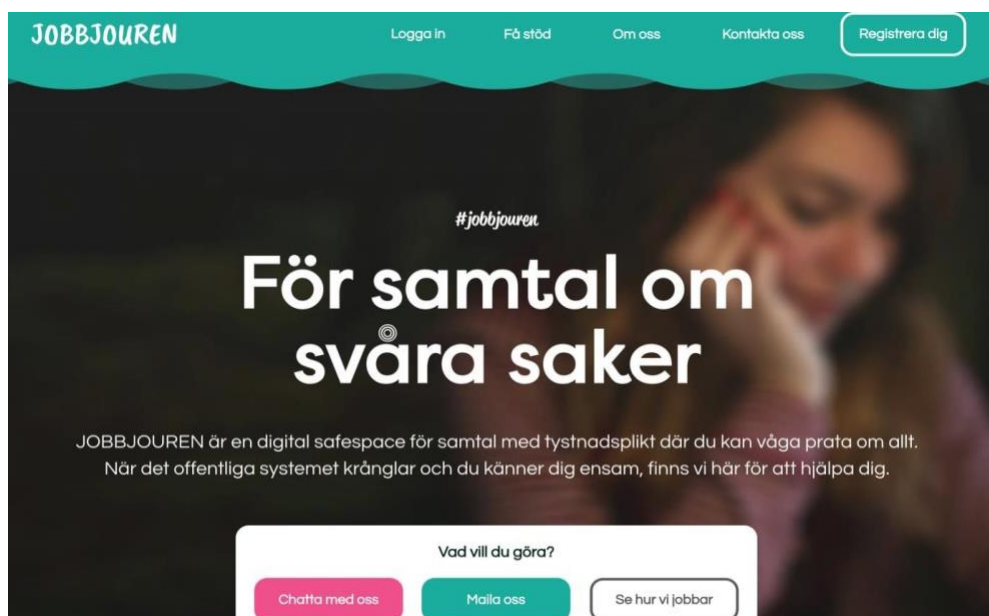 JOBBJOUREN
Logga in
Få stöd
Om oss
Kontakta oss
Registrera dig
#jobbjouren
För samtal om
svåra saker
JOBBJOUREN är en digital safespace för samtal med tystnadsplikt där du kan våga prata om allt.
När det offentliga systemet krånglar och du känner dig ensam, finns vi här för att hjälpa dig.
Vad vill du göra?
Chatta med oss
Maila oss
Se hur vi jobbar